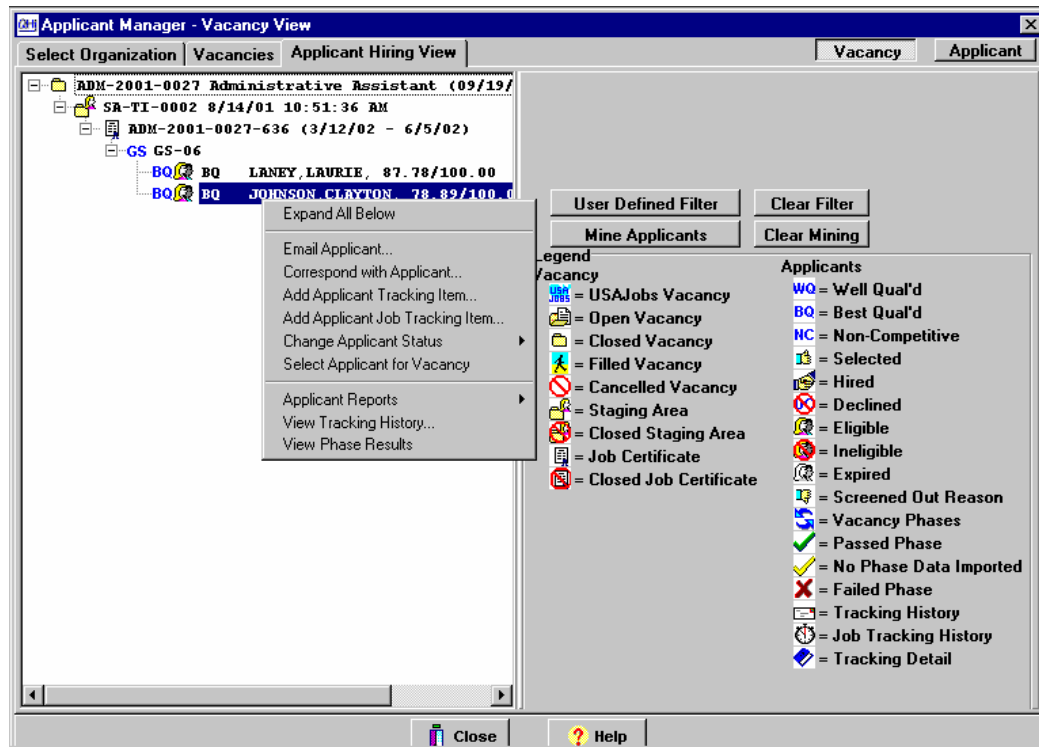 QHi Applicant Manager - Vacancy View
Select Organization Vacancies Applicant Hiring View Vacancy Applicant
ADM-2001-0027 Administrative Assistant (09/19/
SA-TI-0002 8/14/01 10:51:36 AM
ADM-2001-0027-636 (3/12/02 - 6/5/02)
GS GS-06
BQ BQ LANEY,LAURIE, 87.78/100.00
BQ BQ JOHNSON,CLAYTON, 78.89/100.0
Expand All Below
Email Applicant...
Correspond with Applicant...
Add Applicant Tracking Item...
Add Applicant Job Tracking Item...
Change Applicant Status
Select Applicant for Vacancy
Applicant Reports
View Tracking History...
View Phase Results
User Defined Filter Clear Filter
Mine Applicants Clear Mining
Legend
Vacancy
USA JOBS = USAJobs Vacancy
= Open Vacancy
= Closed Vacancy
= Filled Vacancy
= Cancelled Vacancy
= Staging Area
= Closed Staging Area
= Job Certificate
= Closed Job Certificate
Applicants
WQ = Well Qual'd
BQ = Best Qual'd
NC = Non-Competitive
= Selected
= Hired
= Declined
= Eligible
= Ineligible
= Expired
= Screened Out Reason
= Vacancy Phases
= Passed Phase
= No Phase Data Imported
= Failed Phase
= Tracking History
= Job Tracking History
= Tracking Detail
Close ? Help